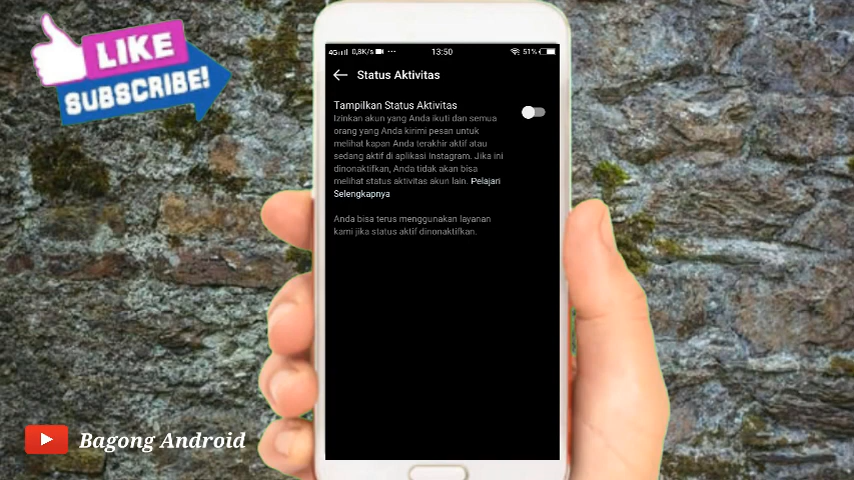 LIKE
SUBSCRIBE!
4G 0,8K/s ... 13:50 51%
Status Aktivitas
Tampilkan Status Aktivitas
Izinkan akun yang Anda ikuti dan semua
orang yang Anda kirimi pesan untuk
melihat kapan Anda terakhir aktif atau
sedang aktif di aplikasi Instagram. Jika ini
dinonaktifkan, Anda tidak akan bisa
melihat status aktivitas akun lain. Pelajari
Selengkapnya
Anda bisa terus menggunakan layanan
kami jika status aktif dinonaktifkan.
Bagong Android